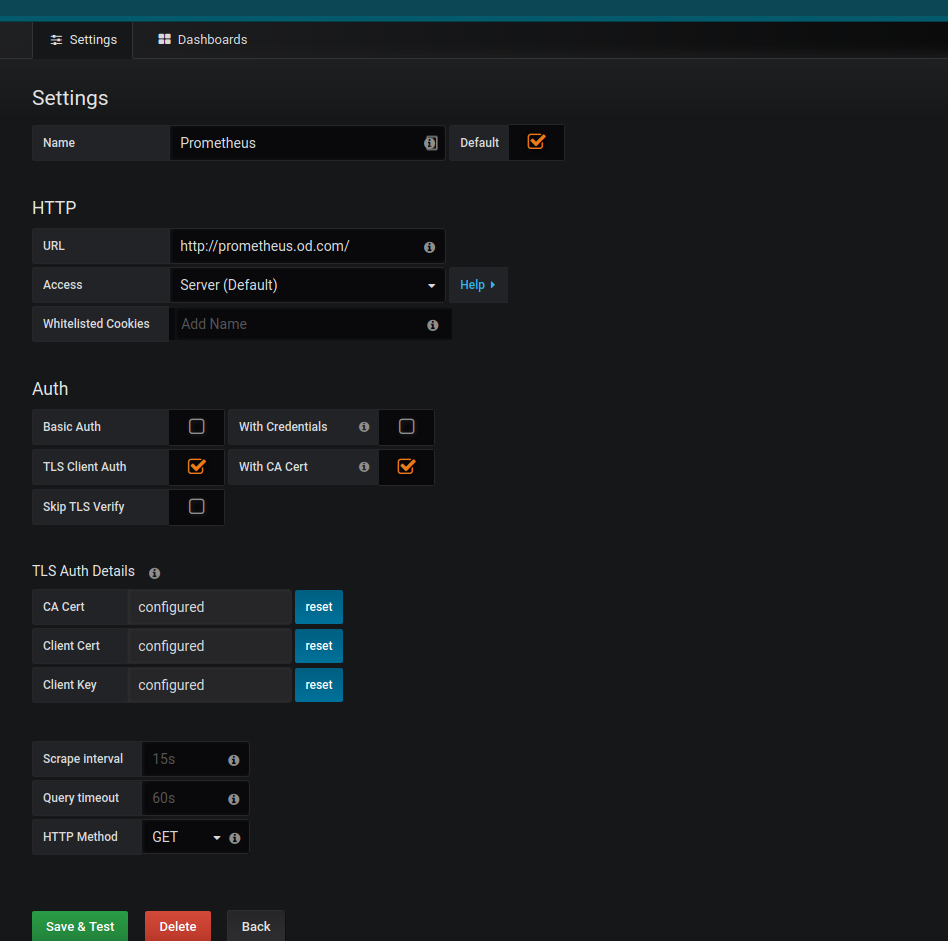 Settings Dashboards
Settings
Name Prometheus Default
HTTP
URL http://prometheus.od.com/
Access Server (Default) Help
Whitelisted Cookies Add Name
Auth
Basic Auth With Credentials
TLS Client Auth With CA Cert
Skip TLS Verify
TLS Auth Details
CA Cert configured reset
Client Cert configured reset
Client Key configured reset
Scrape interval 15s
Query timeout 60s
HTTP Method GET
Save & Test Delete Back